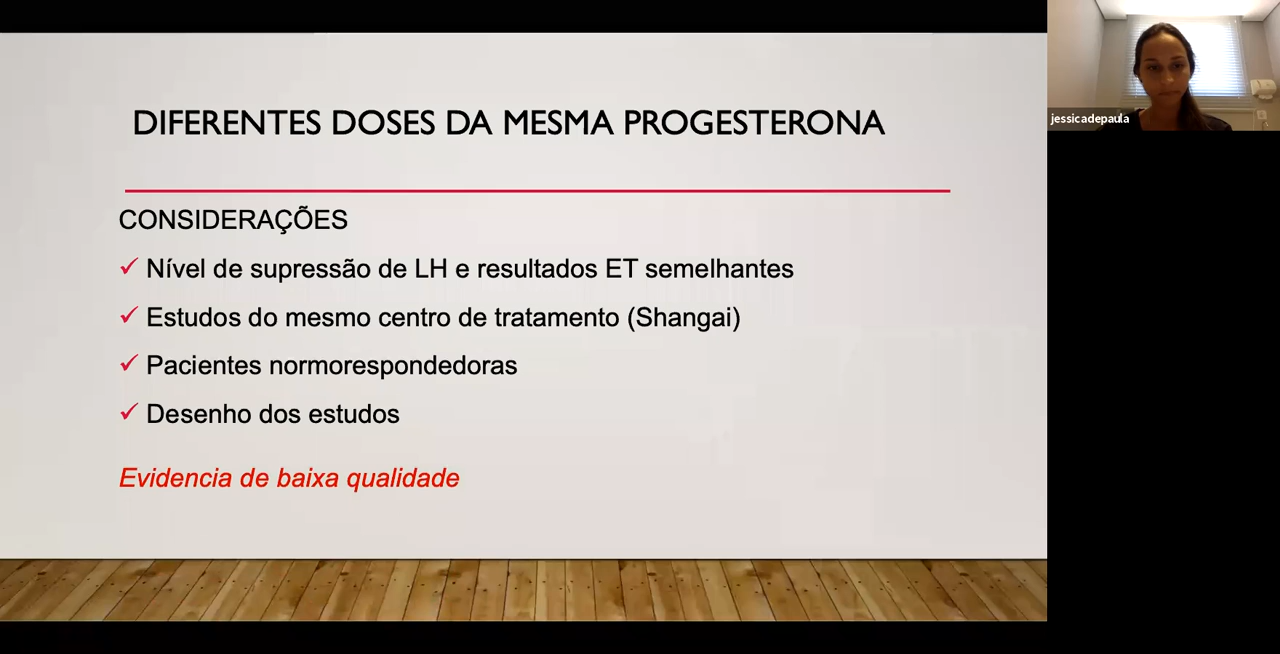 DIFERENTES DOSES DA MESMA PROGESTERONA
CONSIDERAÇÕES
✓ Nível de supressão de LH e resultados ET semelhantes
✓ Estudos do mesmo centro de tratamento (Shangai)
✓ Pacientes normorespondedoras
✓ Desenho dos estudos
Evidencia de baixa qualidade
jessicadepaula